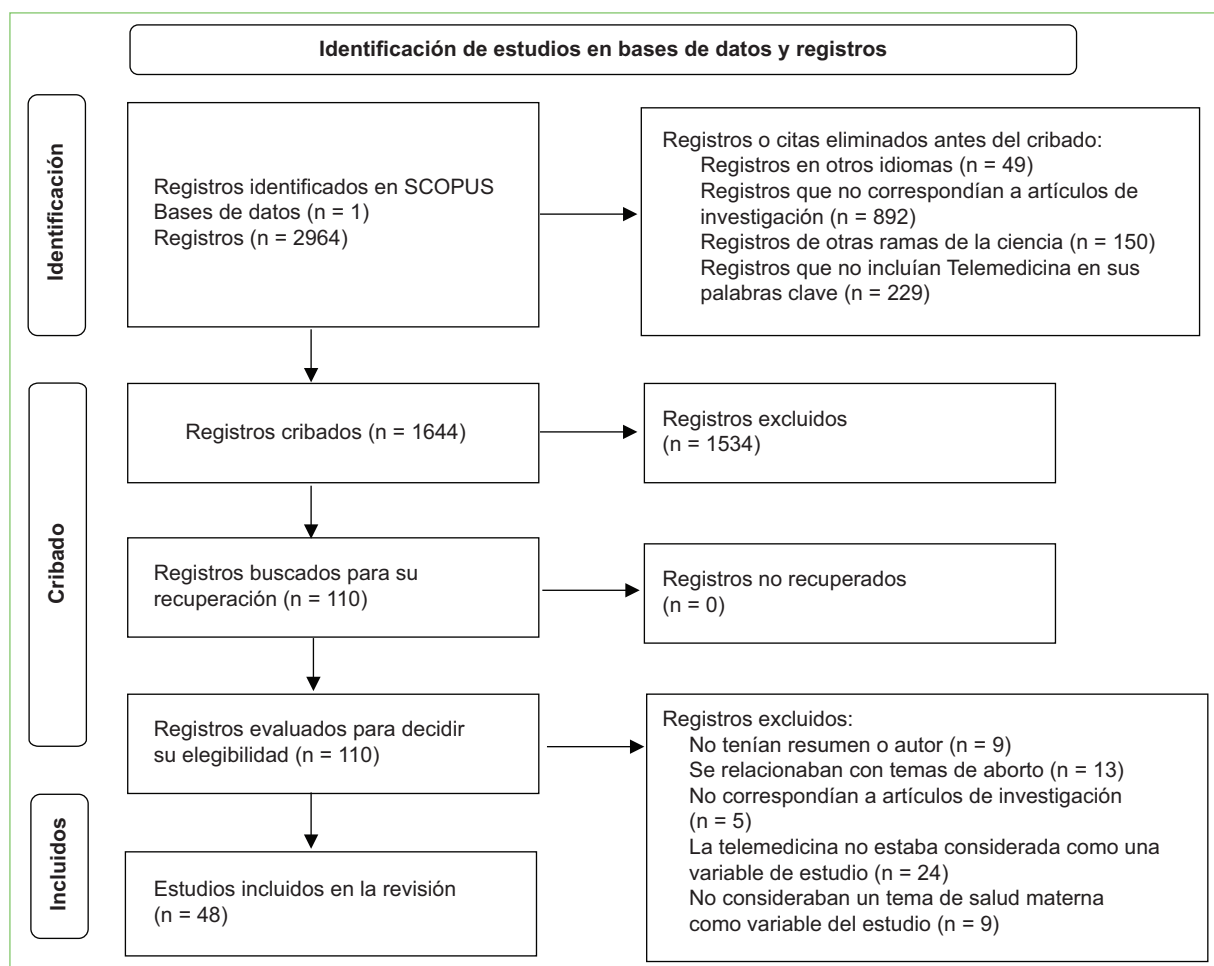 Identificación de estudios en bases de datos y registros
Identificación
Registros identificados en SCOPUS
Bases de datos (n = 1)
Registros (n = 2964)
Registros o citas eliminados antes del cribado:
Registros en otros idiomas (n = 49)
Registros que no correspondían a artículos de
investigación (n = 892)
Registros de otras ramas de la ciencia (n = 150)
Registros que no incluían Telemedicina en sus
palabras clave (n = 229)
Cribado
Registros cribados (n = 1644)
Registros excluidos
(n = 1534)
Registros buscados para su
recuperación (n = 110)
Registros no recuperados
(n = 0)
Registros evaluados para decidir
su elegibilidad (n = 110)
Registros excluidos:
No tenían resumen o autor (n = 9)
Se relacionaban con temas de aborto (n = 13)
No correspondían a artículos de investigación
(n = 5)
La telemedicina no estaba considerada como una
variable de estudio (n = 24)
No consideraban un tema de salud materna
como variable del estudio (n = 9)
Incluidos
Estudios incluidos en la revisión
(n = 48)